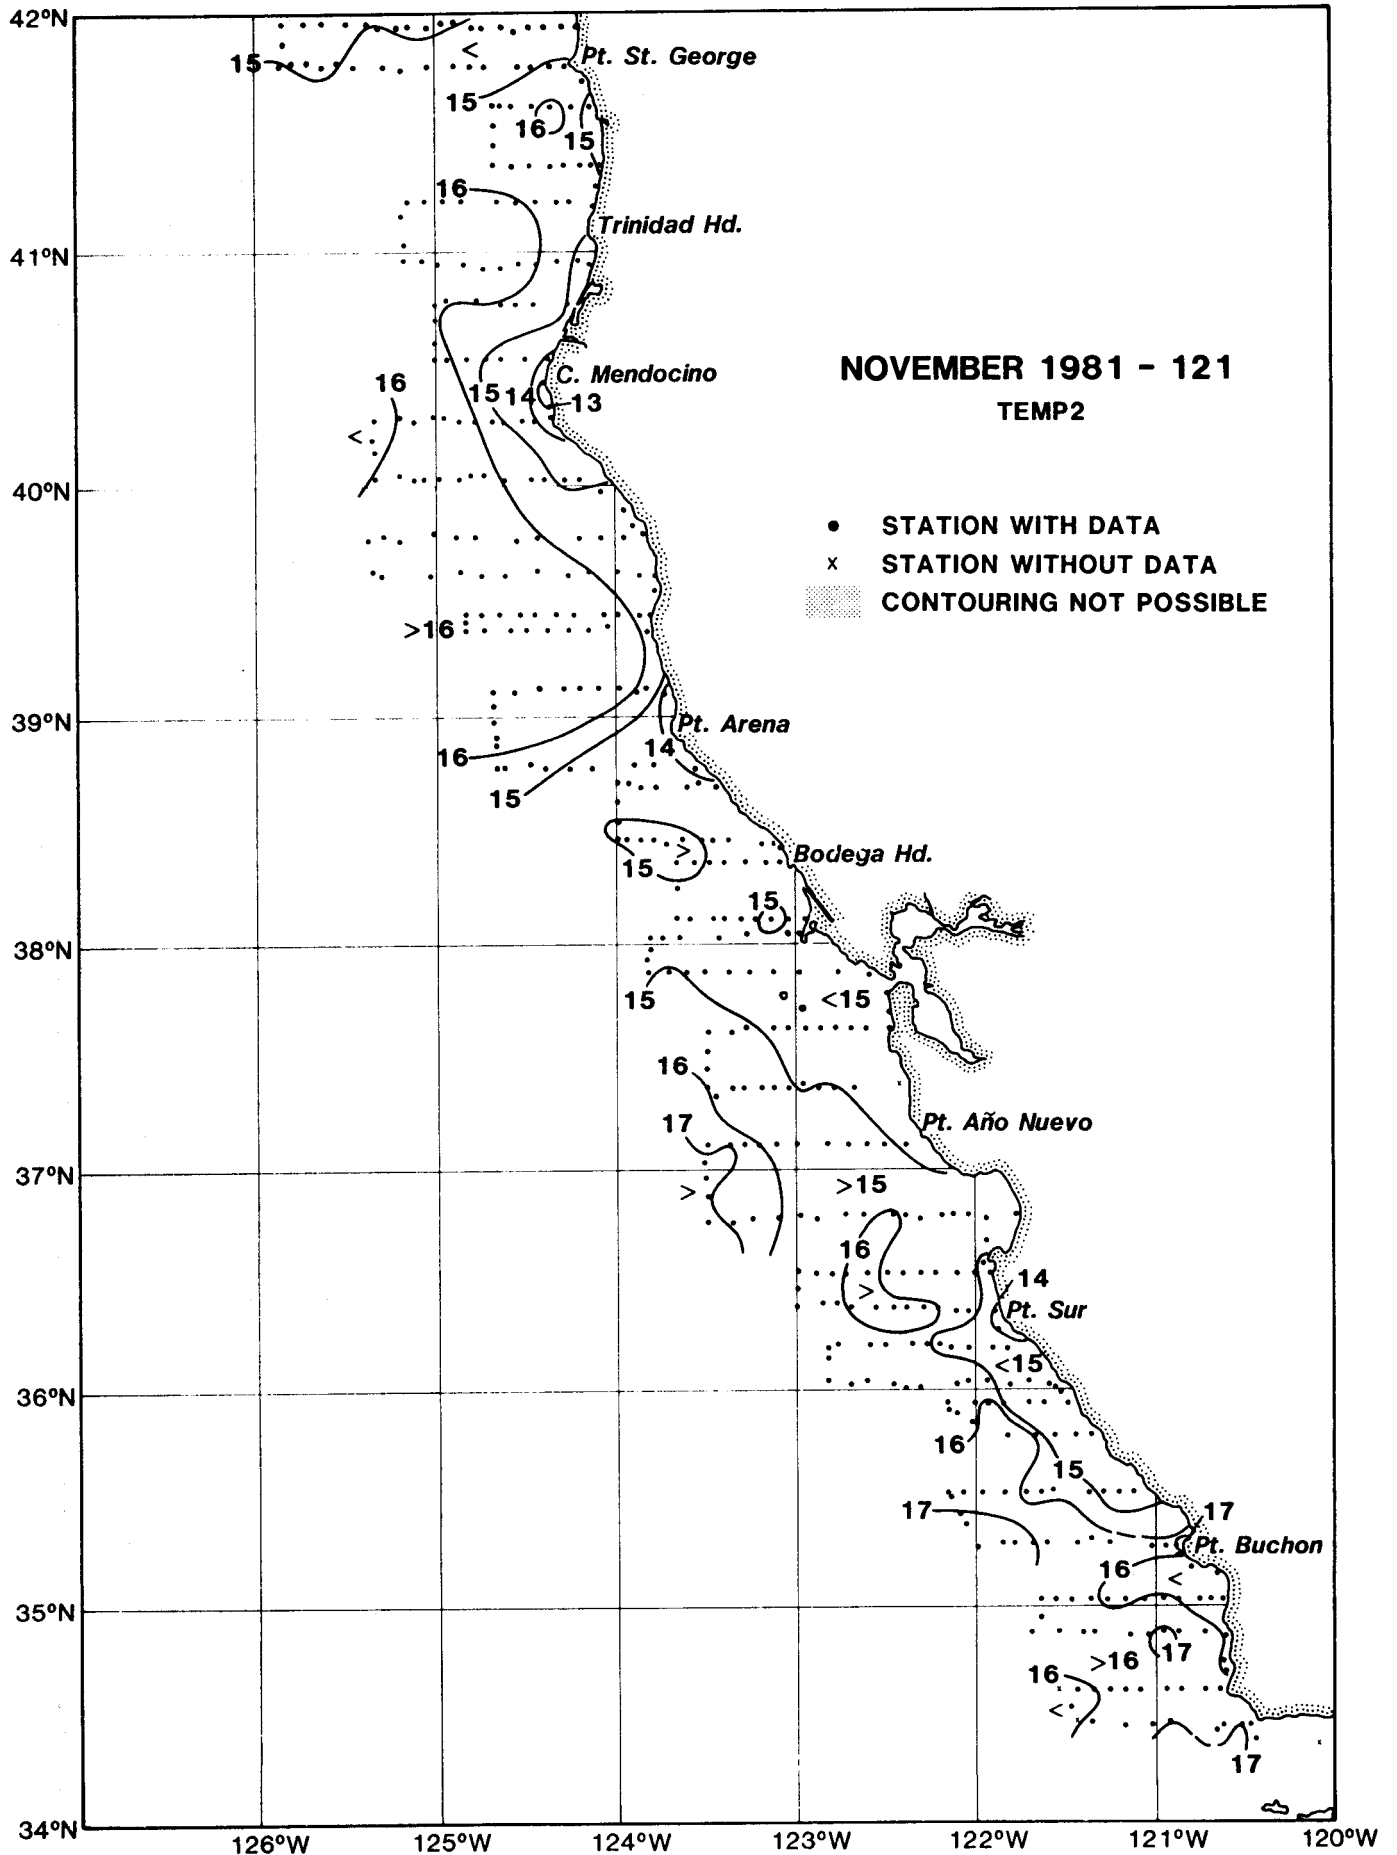 42°N
Pt. St. George
<
15
15
16
15
16
Trinidad Hd.
41°N
NOVEMBER 1981 - 121
TEMP2
C. Mendocino
16
15
14
13
<
40°N
● STATION WITH DATA
x STATION WITHOUT DATA
CONTOURING NOT POSSIBLE
>16
39°N
Pt. Arena
14
16
15
Bodega Hd.
>
15
15
38°N
15
<15
16
17
Pt. Año Nuevo
37°N
>
>15
16
14
>
Pt. Sur
<15
36°N
16
15
17
17
Pt. Buchon
16
<
35°N
17
>16
16
<
17
34°N
126°W
125°W
124°W
123°W
122°W
121°W
120°W